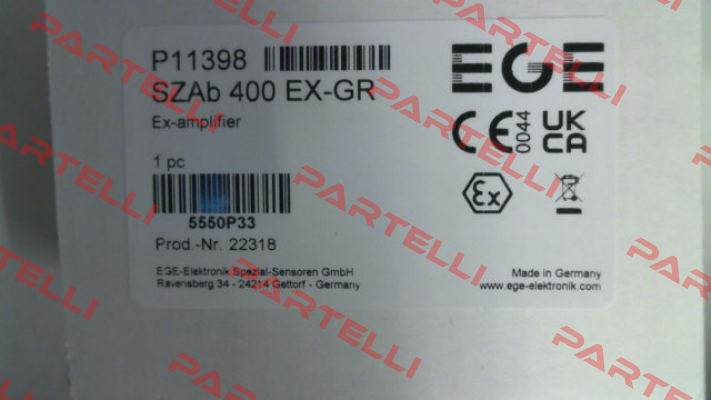 P11398
EGE
SZAb 400 EX-GR
Ex-amplifier
CE 0044 UK CA
1 pc
Ex
5550P33
Prod.-Nr. 22318
EGE-Elektronik Spezial-Sensoren GmbH
Ravensberg 34 - 24214 Gettorf - Germany
Made in Germany
www.ege-elektronik.com
PARTELLI
PARTELLI
PARTELLI
PARTELLI
PARTELLI
PARTELLI
PARTELLI